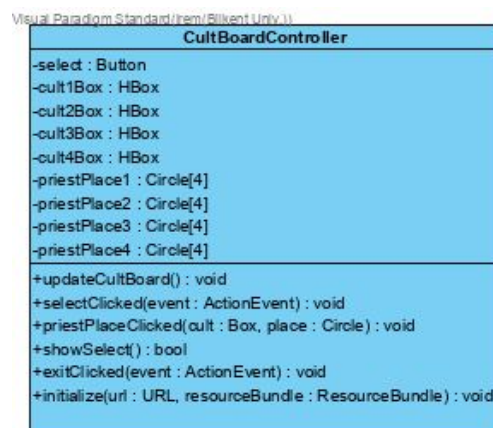 Visual Paradigm Standard(Irem(Bilkent Univ.))
CultBoardController
-select : Button
-cult1Box : HBox
-cult2Box : HBox
-cult3Box : HBox
-cult4Box : HBox
-priestPlace1 : Circle[4]
-priestPlace2 : Circle[4]
-priestPlace3 : Circle[4]
-priestPlace4 : Circle[4]
+updateCultBoard() : void
+selectClicked(event : ActionEvent) : void
+priestPlaceClicked(cult : Box, place : Circle) : void
+showSelect() : bool
+exitClicked(event : ActionEvent) : void
+initialize(url : URL, resourceBundle : ResourceBundle) : void